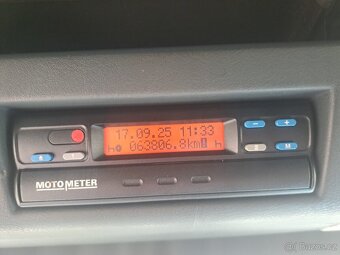 17.09.25 11:33
h 063806.8km h
- +
M
MOTOMETER